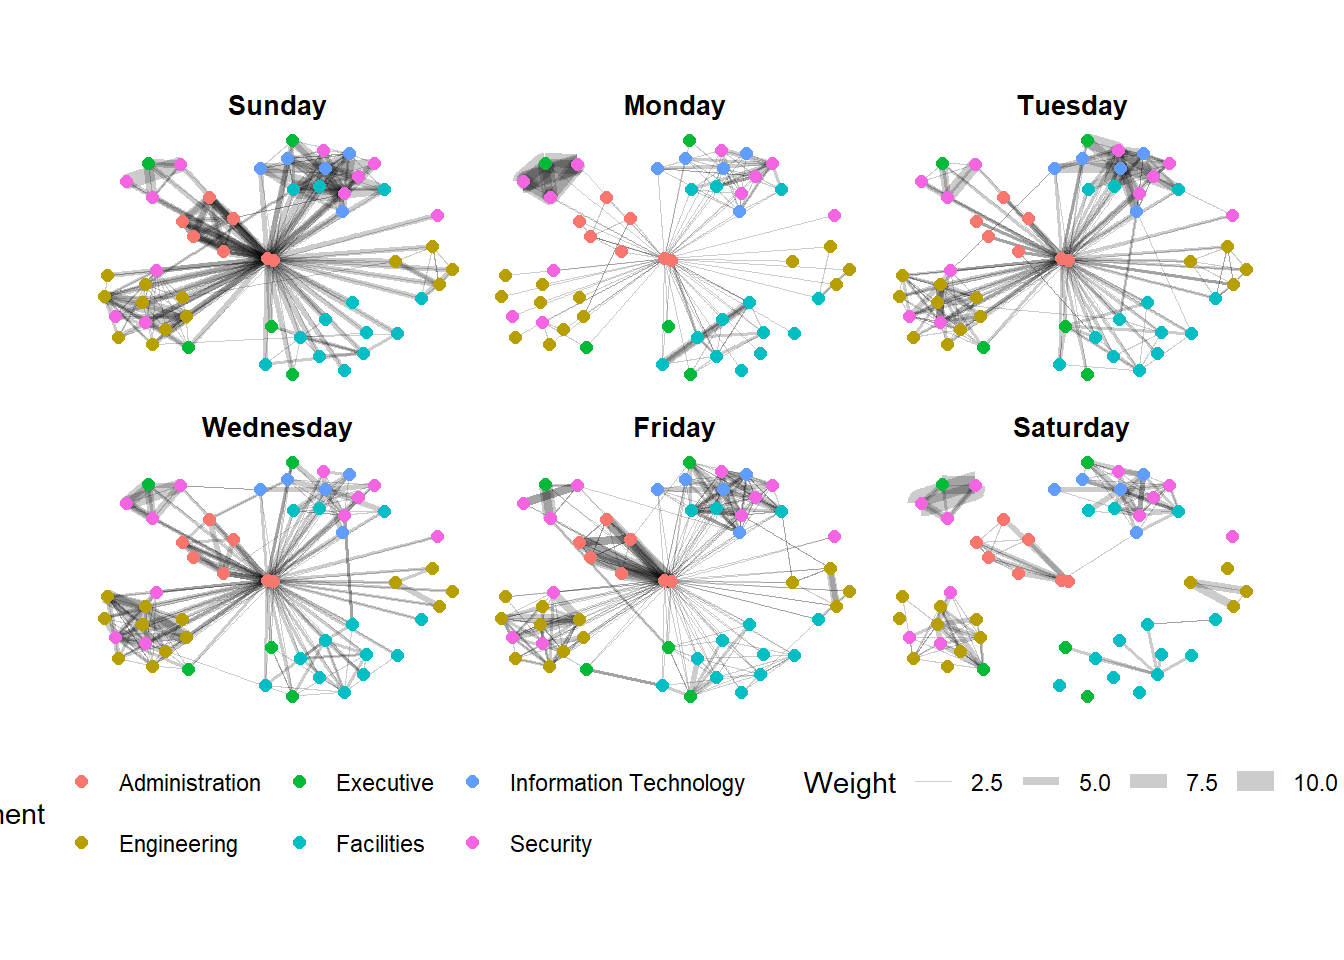 Sunday Monday Tuesday
Wednesday Friday Saturday
Administration Executive Information Technology Weight 2.5 5.0 7.5 10.0
Engineering Facilities Security